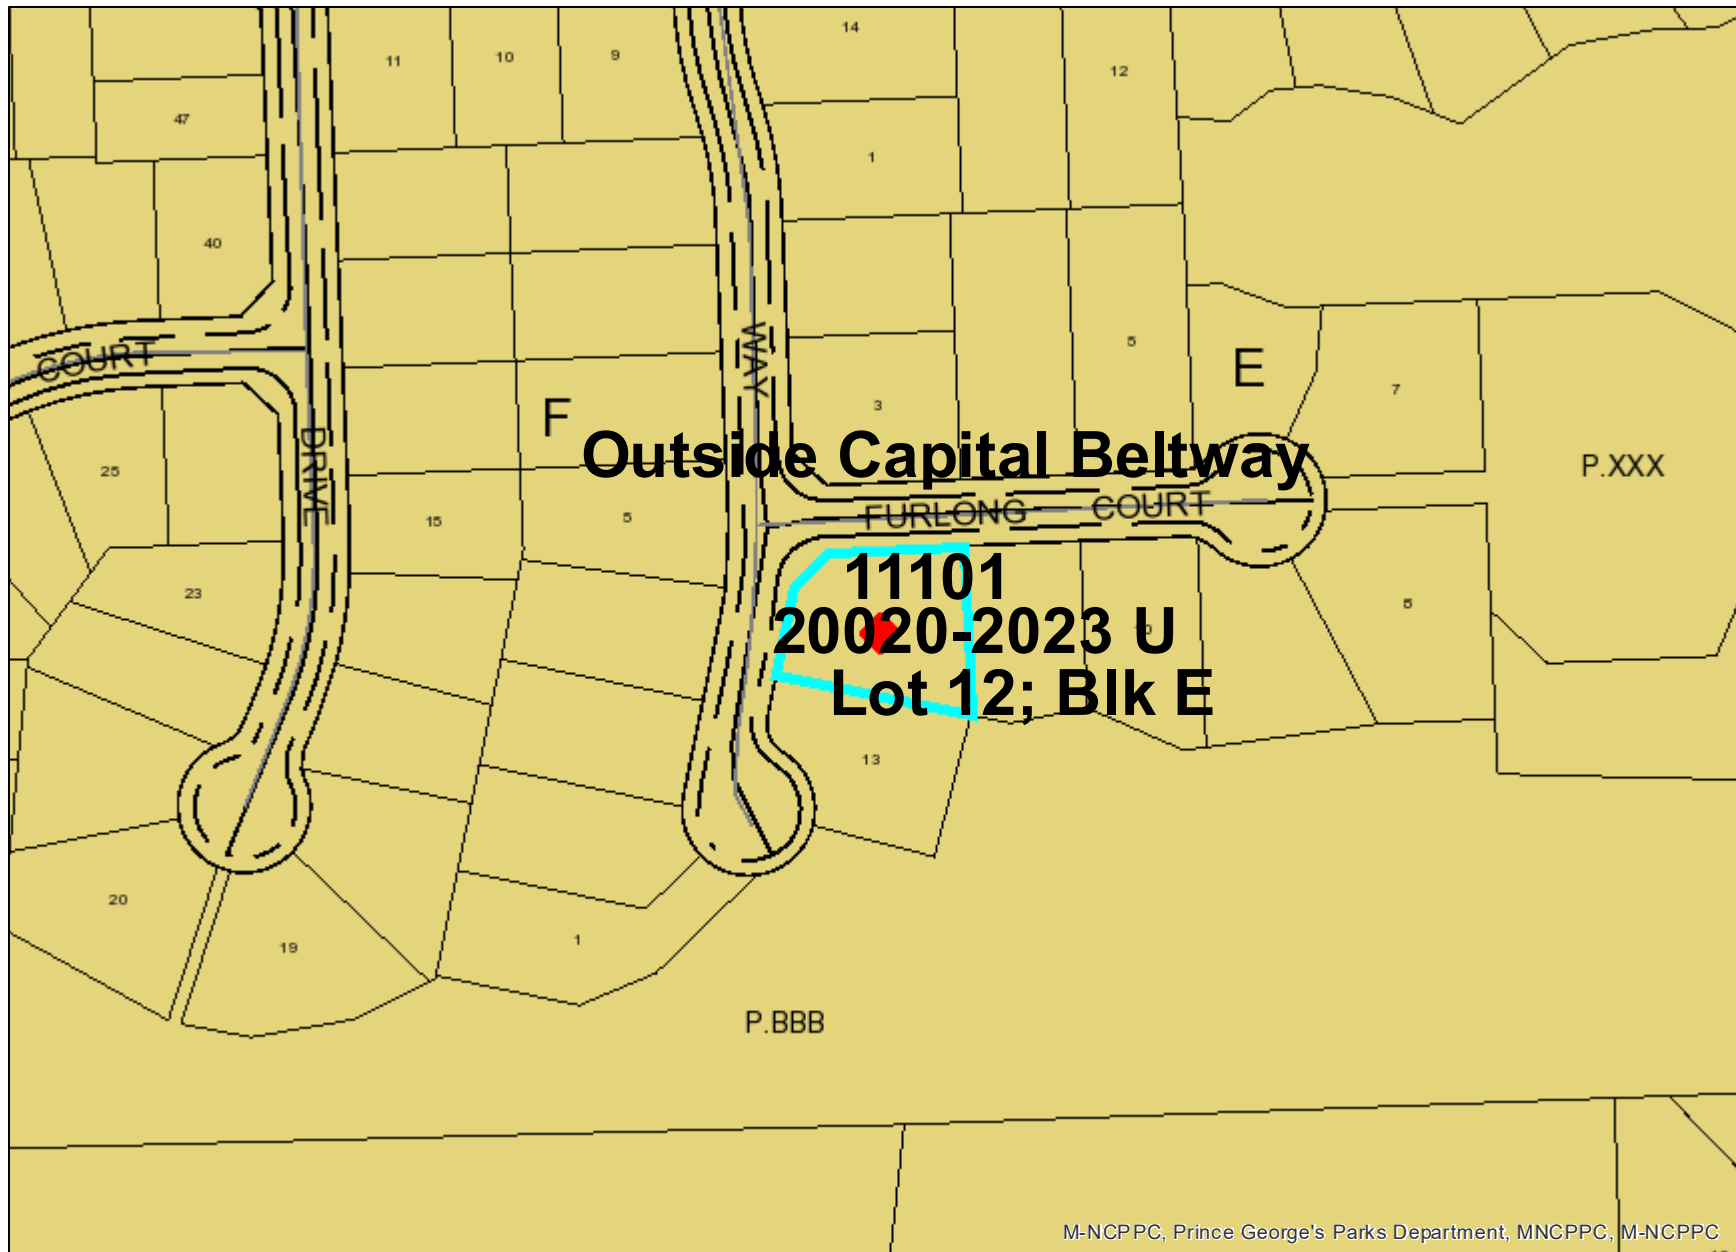 14
11
10
9
12
47
1
40
WAY
5
COURT
E
7
3
F
DRIVE
Outside Capital Beltway
P.XXX
25
FURLONG COURT
15
5
11101
23
20020-2023 U
Lot 12; Blk E
13
20
19
1
P.BBB
M-NCPPC, Prince George's Parks Department, MNCPPC, M-NCPPC